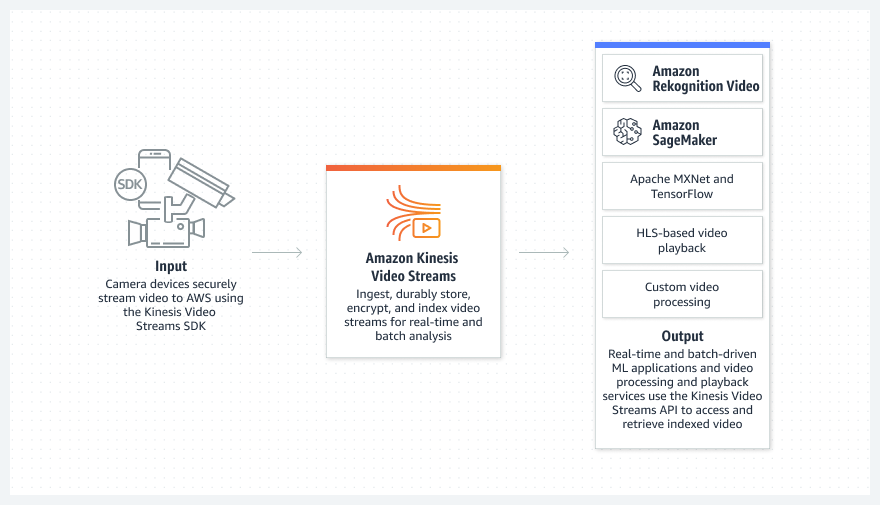 SDK
Input
Camera devices securely
stream video to AWS using
the Kinesis Video
Streams SDK
Amazon Kinesis
Video Streams
Ingest, durably store,
encrypt, and index video
streams for real-time and
batch analysis
Amazon
Rekognition Video
Amazon
SageMaker
Apache MXNet and
TensorFlow
HLS-based video
playback
Custom video
processing
Output
Real-time and batch-driven
ML applications and video
processing and playback
services use the Kinesis Video
Streams API to access and
retrieve indexed video